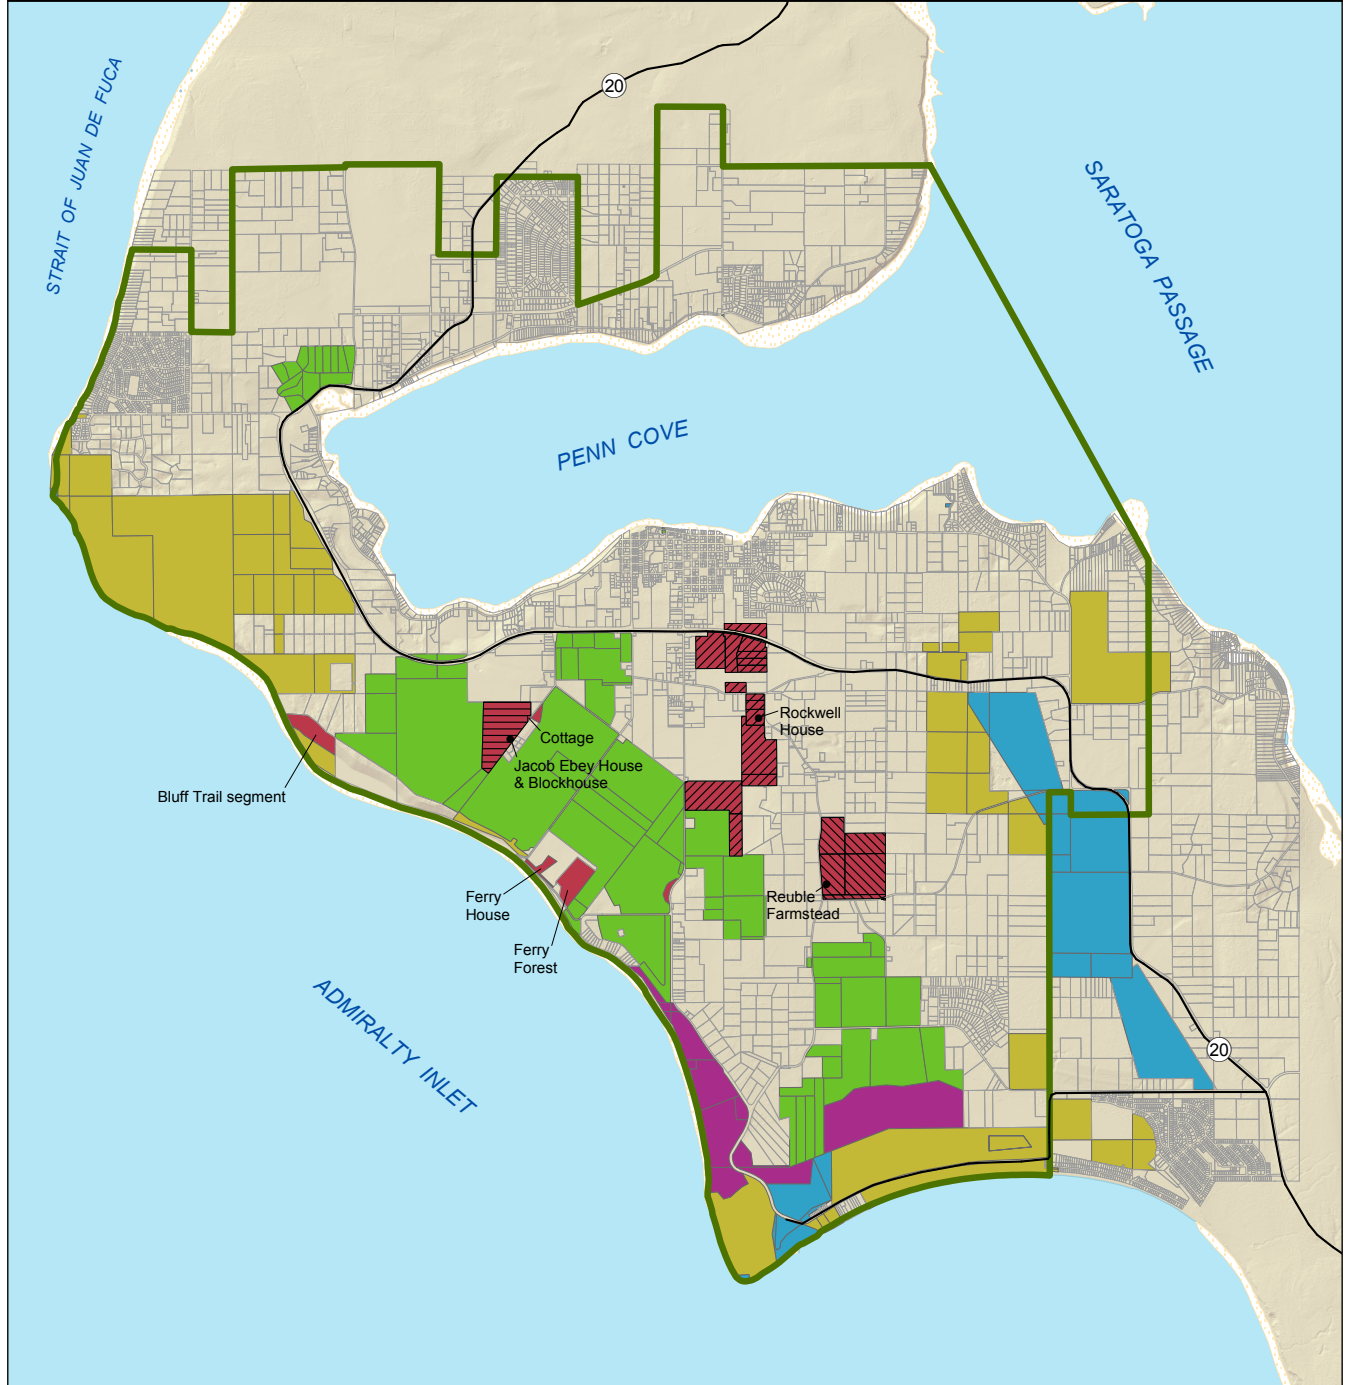 20
STRAIT OF JUAN DE FUCA
SARATOGA PASSAGE
PENN COVE
Rockwell
House
Cottage
Jacob Ebey House
& Blockhouse
Bluff Trail segment
Ferry
House
Reuble
Farmstead
Ferry
Forest
ADMIRALTY INLET
20